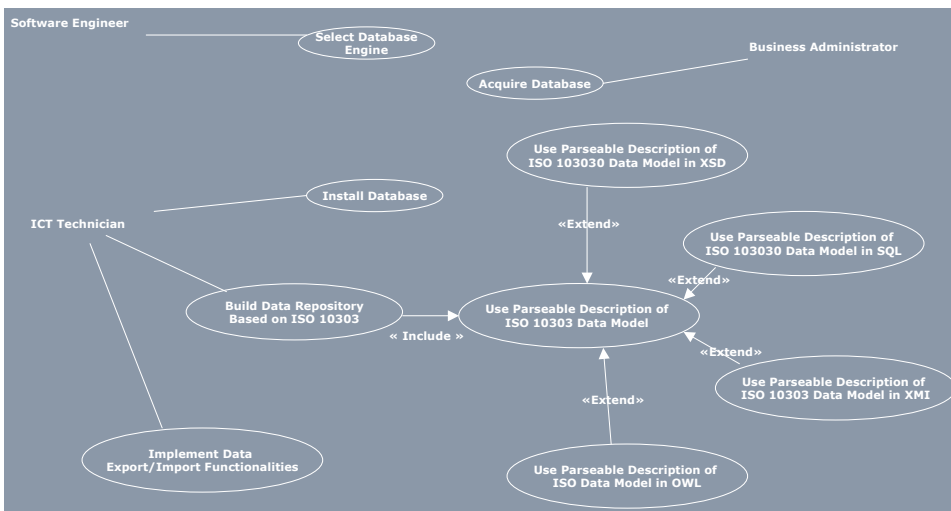 Software Engineer
Select Database
Engine
Business Administrator
Acquire Database
Use Parseable Description of
ISO 103030 Data Model in XSD
Install Database
ICT Technician
«Extend»
Use Parseable Description of
ISO 103030 Data Model in SQL
«Extend»
Build Data Repository
Based on ISO 10303
« Include »
Use Parseable Description of
ISO 10303 Data Model
«Extend»
Use Parseable Description of
ISO 10303 Data Model in XMI
«Extend»
Implement Data
Export/Import Functionalities
Use Parseable Description of
ISO Data Model in OWL